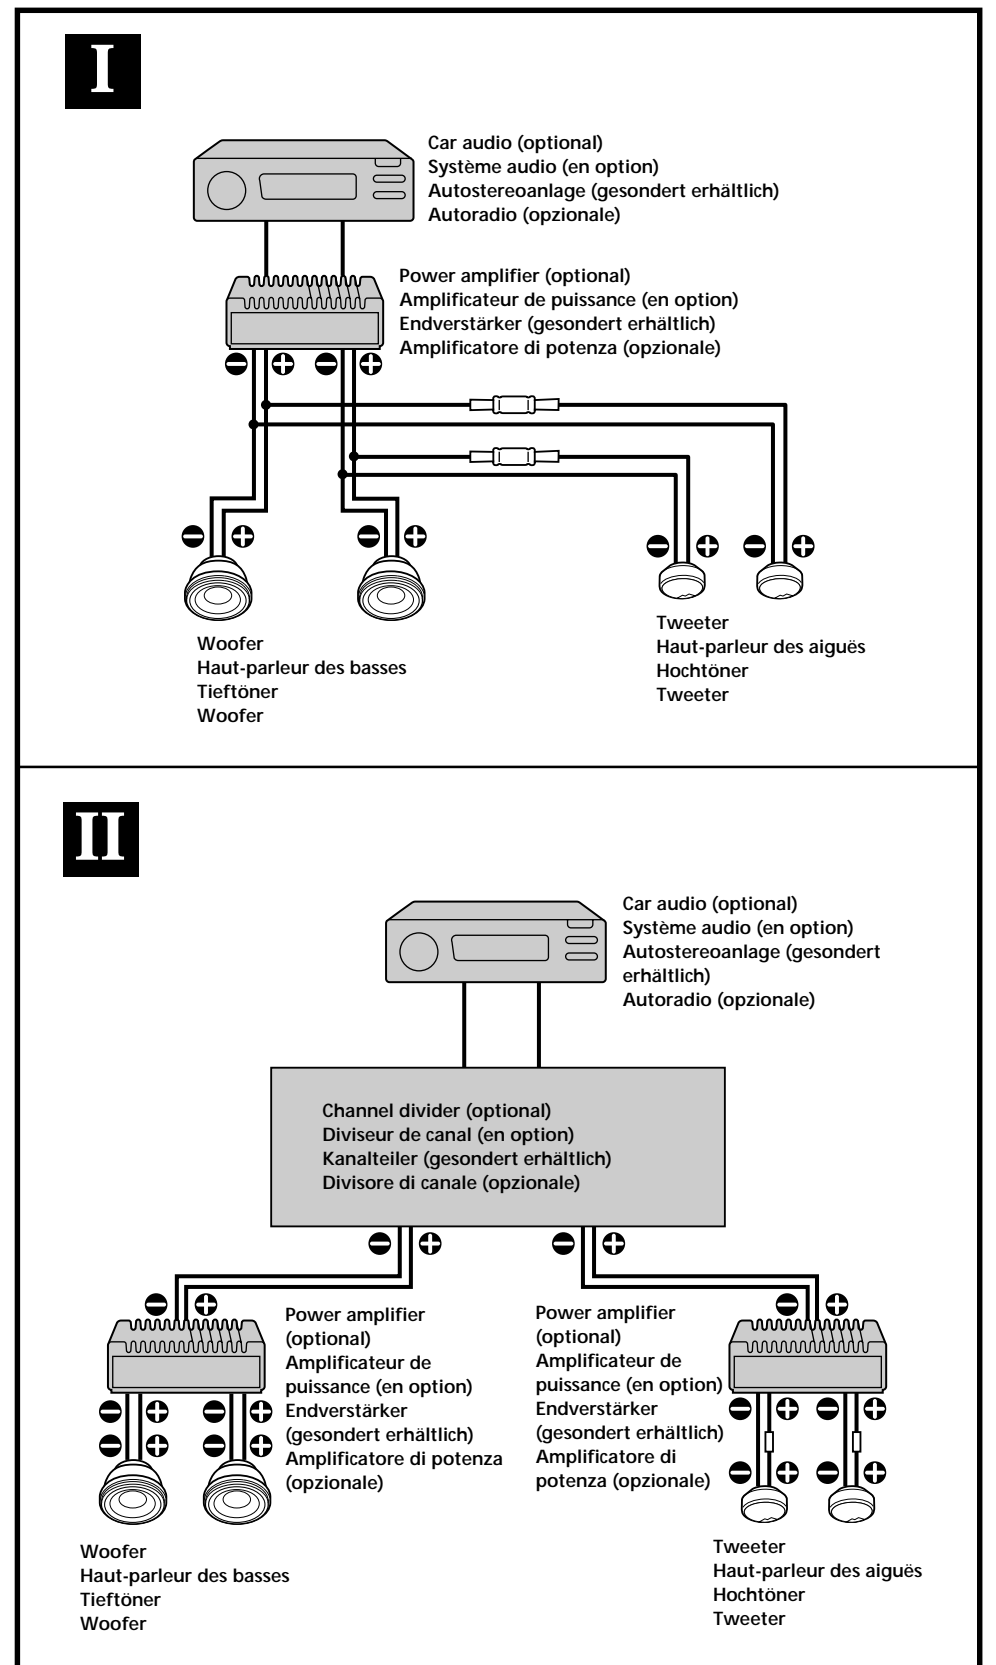 I
Car audio (optional)
Système audio (en option)
Autostereoanlage (gesondert erhältlich)
Autoradio (opzionale)
Power amplifier (optional)
Amplificateur de puissance (en option)
Endverstärker (gesondert erhältlich)
Amplificatore di potenza (opzionale)
Woofer
Haut-parleur des basses
Tieftöner
Woofer
Tweeter
Haut-parleur des aiguës
Hochtöner
Tweeter
II
Car audio (optional)
Système audio (en option)
Autostereoanlage (gesondert
erhältlich)
Autoradio (opzionale)
Channel divider (optional)
Diviseur de canal (en option)
Kanalteiler (gesondert erhältlich)
Divisore di canale (opzionale)
Power amplifier
(optional)
Amplificateur de
puissance (en option)
Endverstärker
(gesondert erhältlich)
Amplificatore di potenza
(opzionale)
Power amplifier
(optional)
Amplificateur de
puissance (en option)
Endverstärker
(gesondert erhältlich)
Amplificatore di
potenza (opzionale)
Woofer
Haut-parleur des basses
Tieftöner
Woofer
Tweeter
Haut-parleur des aiguës
Hochtöner
Tweeter